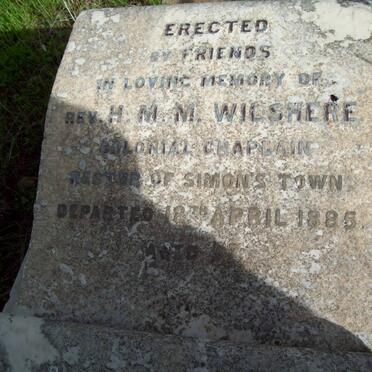 ERECTED
BY FRIENDS
IN LOVING MEMORY OF
REV. H. M. M. WILSHERE
COLONIAL CHAPLAIN
RECTOR OF SIMON'S TOWN
DEPARTED 18TH APRIL 1885.
AGED